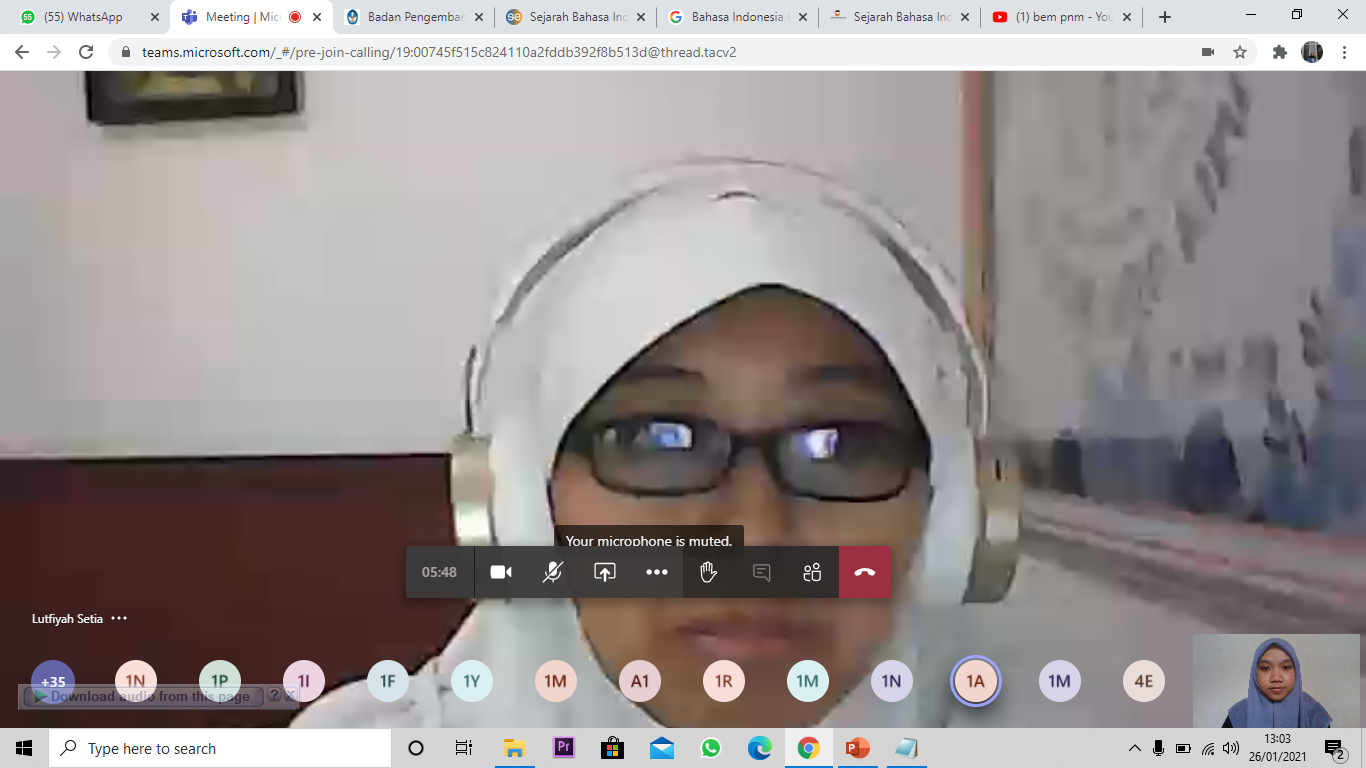 (55) WhatsApp
Meeting | Micr
Badan Pengemban
Sejarah Bahasa Ind
Bahasa Indonesia
Sejarah Bahasa Ind
(1) bem pnm - You
teams.microsoft.com/_#/pre-join-calling/19:00745f515c824110a2fddb392f8b513d@thread.tacv2
Your microphone is muted.
05:48
Lutfiyah Setia
+35
1N
1P
1I
1F
1Y
1M
A1
1R
1M
1N
1A
1M
4E
Download audio from this page
?
Type here to search
Pr
13:03
26/01/2021
2